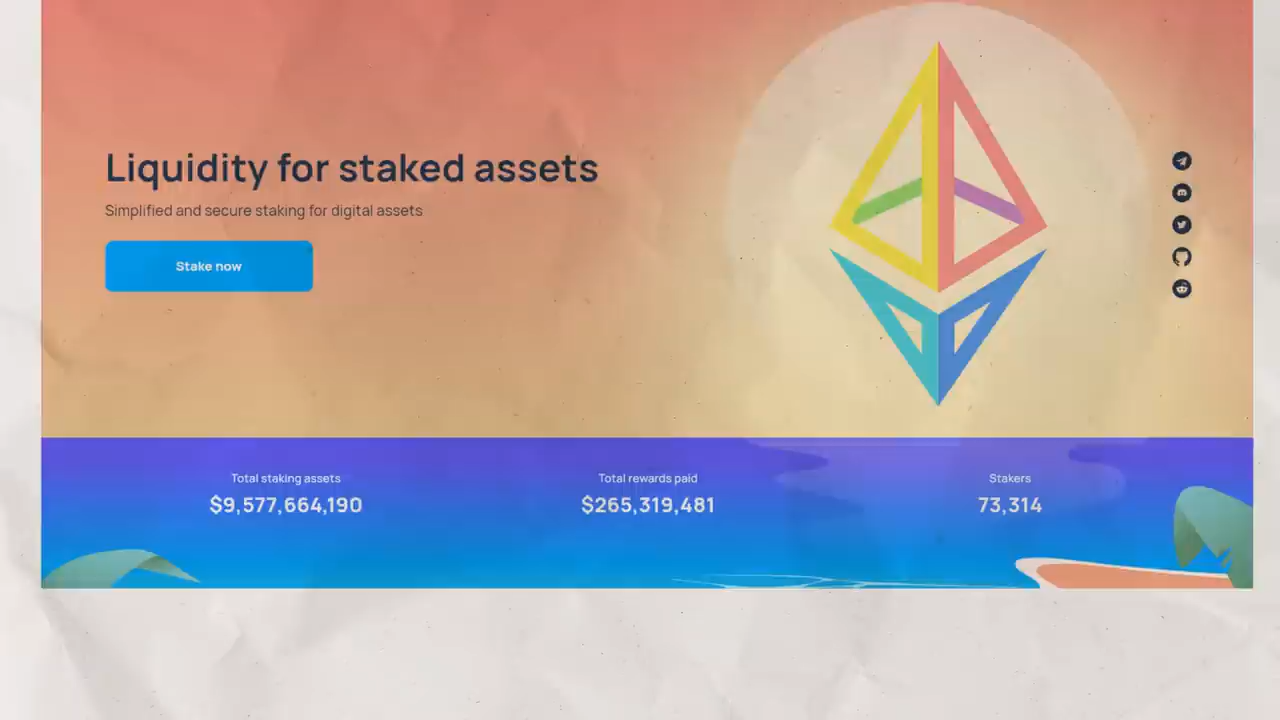 Liquidity for staked assets
Simplified and secure staking for digital assets
Stake now
Total staking assets
$9,577,664,190
Total rewards paid
$265,319,481
Stakers
73,314